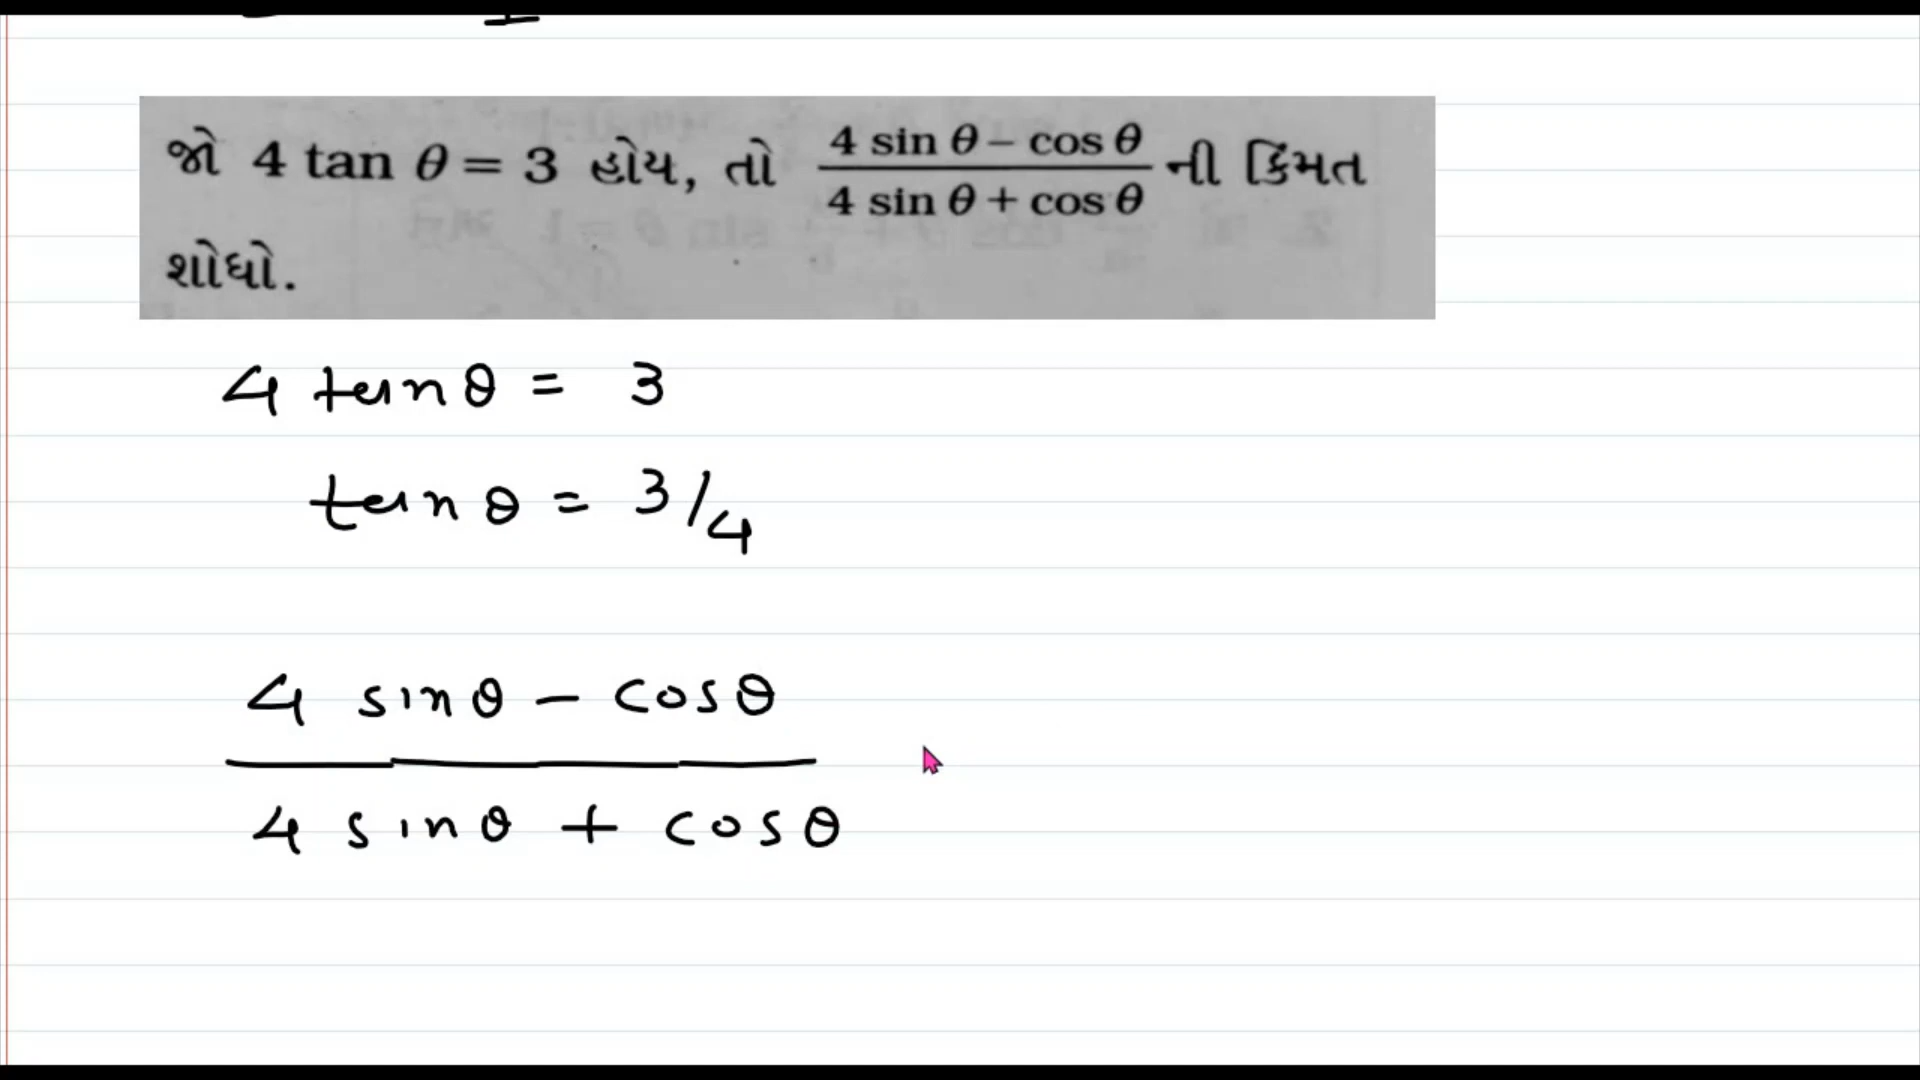 જો 4 tan θ = 3 હોય, તો (4 sin θ – cos θ)/(4 sin θ + cos θ) ની કિંમત
શોધો.
4 tan θ = 3
tan θ = 3/4
4 sin θ – cos θ
4 sin θ + cos θ